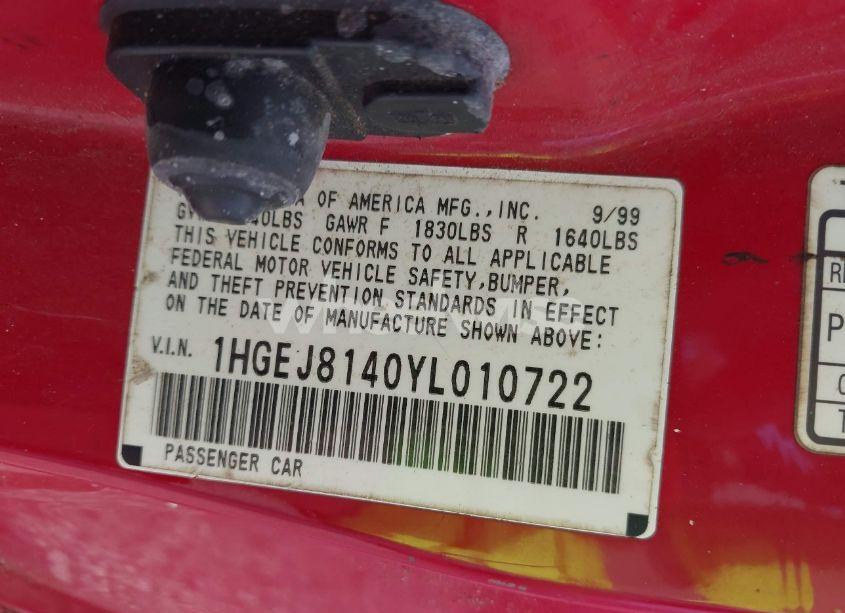 OF AMERICA MFG.,INC. 9/99
GAWR F 1830LBS R 1640LBS
THIS VEHICLE CONFORMS TO ALL APPLICABLE
FEDERAL MOTOR VEHICLE SAFETY,BUMPER,
AND THEFT PREVENTION STANDARDS IN EFFECT
ON THE DATE OF MANUFACTURE SHOWN ABOVE:
V.I.N. 1HGEJ8140YL010722
PASSENGER CAR